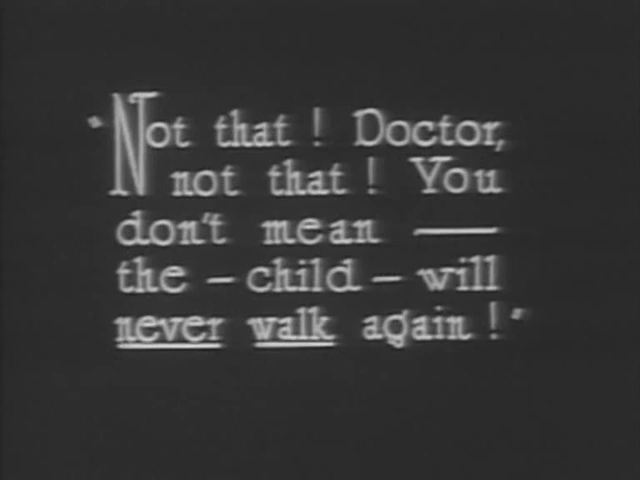 "Not that! Doctor,
not that! You
don't mean ——
the – child – will
never walk again!"